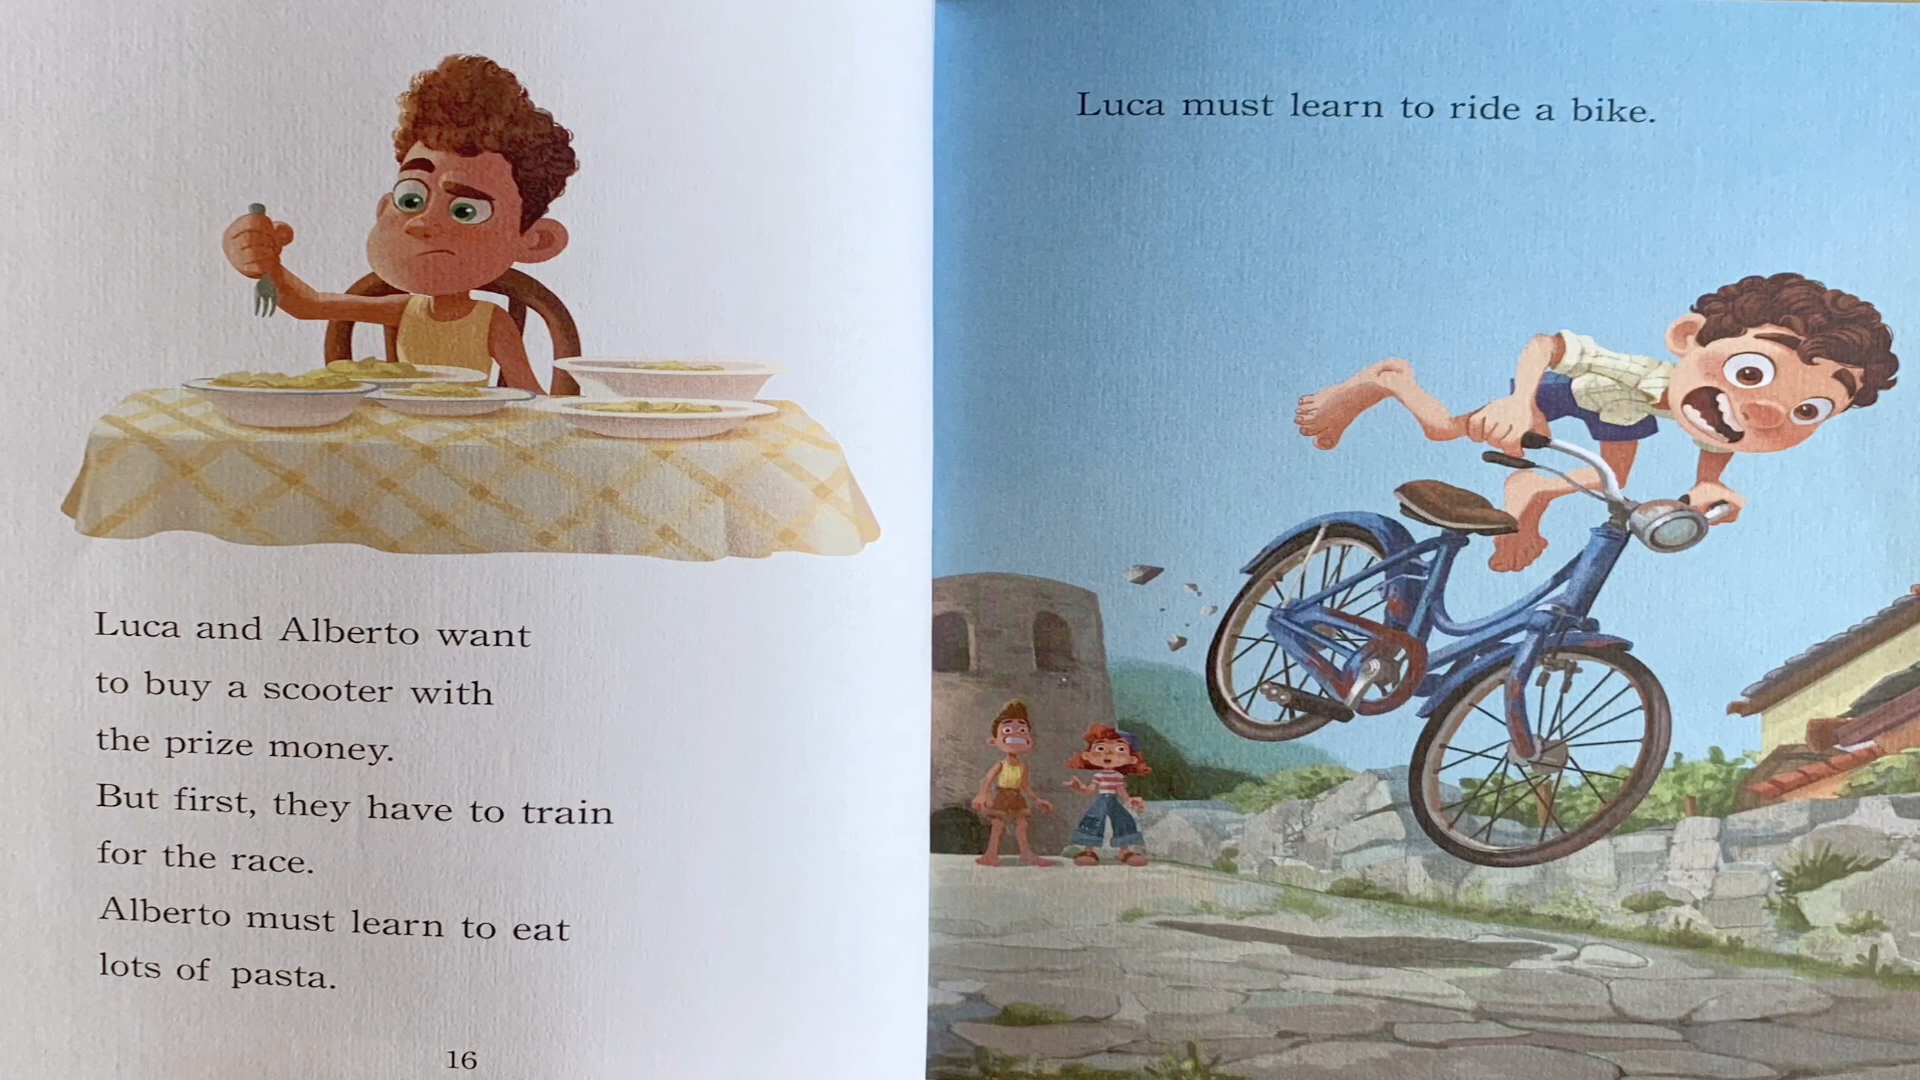 Luca and Alberto want
to buy a scooter with
the prize money.
But first, they have to train
for the race.
Alberto must learn to eat
lots of pasta.
16
Luca must learn to ride a bike.